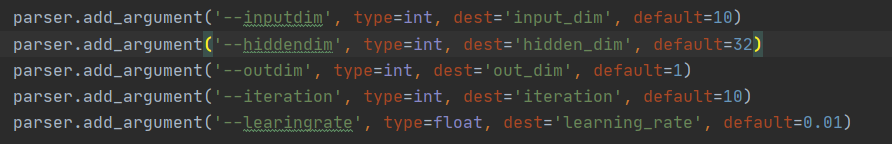 parser.add_argument('--inputdim', type=int, dest='input_dim', default=10)
parser.add_argument('--hiddendim', type=int, dest='hidden_dim', default=32)
parser.add_argument('--outdim', type=int, dest='out_dim', default=1)
parser.add_argument('--iteration', type=int, dest='iteration', default=10)
parser.add_argument('--learingrate', type=float, dest='learning_rate', default=0.01)